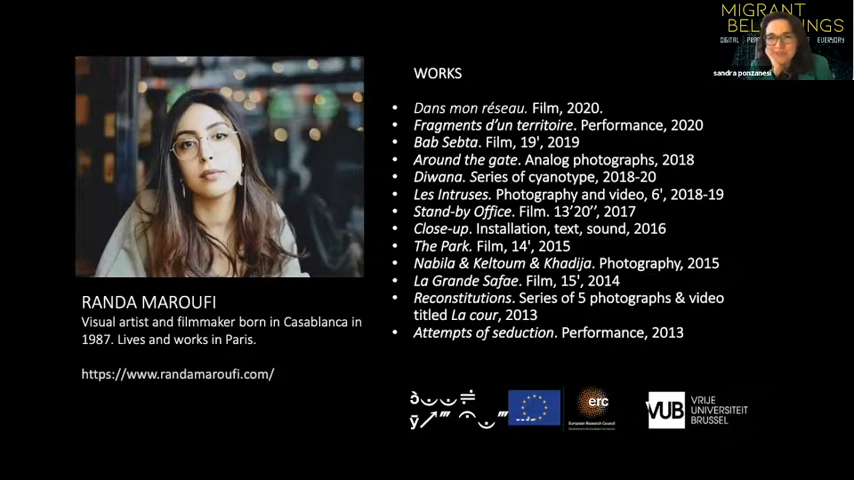 MIGRANT
BELONGINGS
sandra ponzanesi
WORKS
• Dans mon réseau. Film, 2020.
• Fragments d'un territoire. Performance, 2020
• Bab Sebta. Film, 19', 2019
• Around the gate. Analog photographs, 2018
• Diwana. Series of cyanotype, 2018-20
• Les Intruses. Photography and video, 6', 2018-19
• Stand-by Office. Film. 13'20'', 2017
• Close-up. Installation, text, sound, 2016
• The Park. Film, 14', 2015
• Nabila & Keltoum & Khadija. Photography, 2015
• La Grande Safae. Film, 15', 2014
• Reconstitutions. Series of 5 photographs & video
titled La cour, 2013
• Attempts of seduction. Performance, 2013
RANDA MAROUFI
Visual artist and filmmaker born in Casablanca in
1987. Lives and works in Paris.
https://www.randamaroufi.com/
erc
European Research Council
VUB
VRIJE
UNIVERSITEIT
BRUSSEL